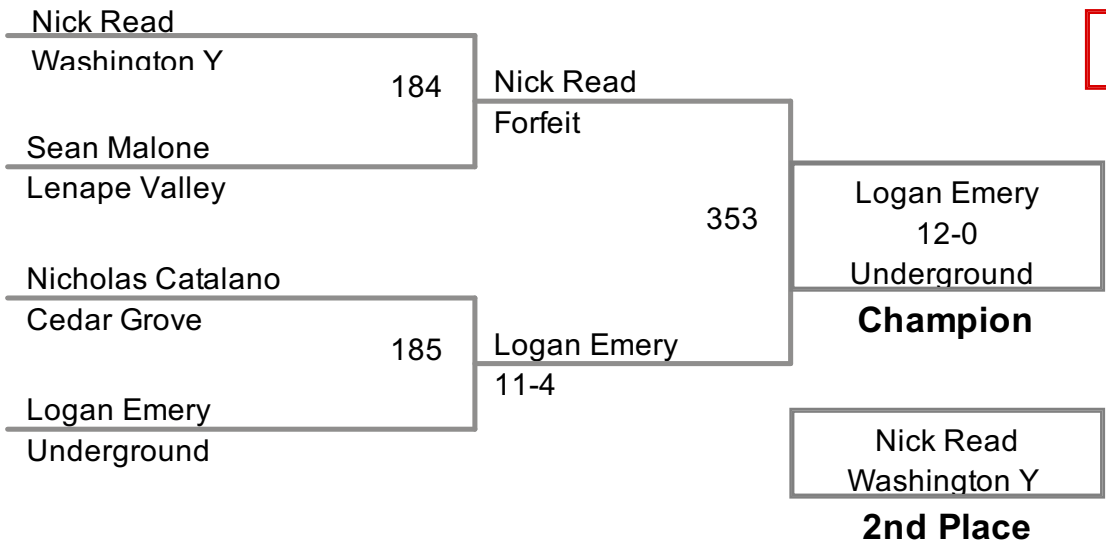 Nick Read
Washington Y
184
Sean Malone
Lenape Valley
Nick Read
Forfeit
353
Nicholas Catalano
Cedar Grove
185
Logan Emery
Underground
Logan Emery
11-4
Logan Emery
12-0
Underground
Champion
Nick Read
Washington Y
2nd Place